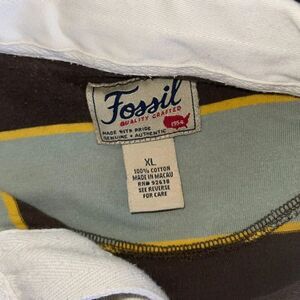 Fossil
QUALITY CRAFTED
MADE WITH PRIDE
GENUINE • AUTHENTIC
1954
XL
100% COTTON
MADE IN MACAU
RN# 92638
SEE REVERSE
FOR CARE